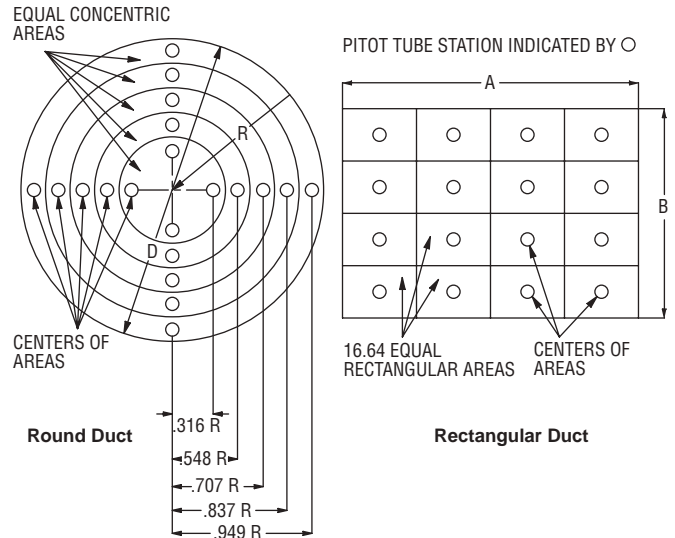 EQUAL CONCENTRIC
AREAS
PITOT TUBE STATION INDICATED BY
A
R
B
D
CENTERS OF
AREAS
16.64 EQUAL
RECTANGULAR AREAS
CENTERS OF
AREAS
.316 R
Round Duct
Rectangular Duct
.548 R
.707 R
.837 R
.949 R